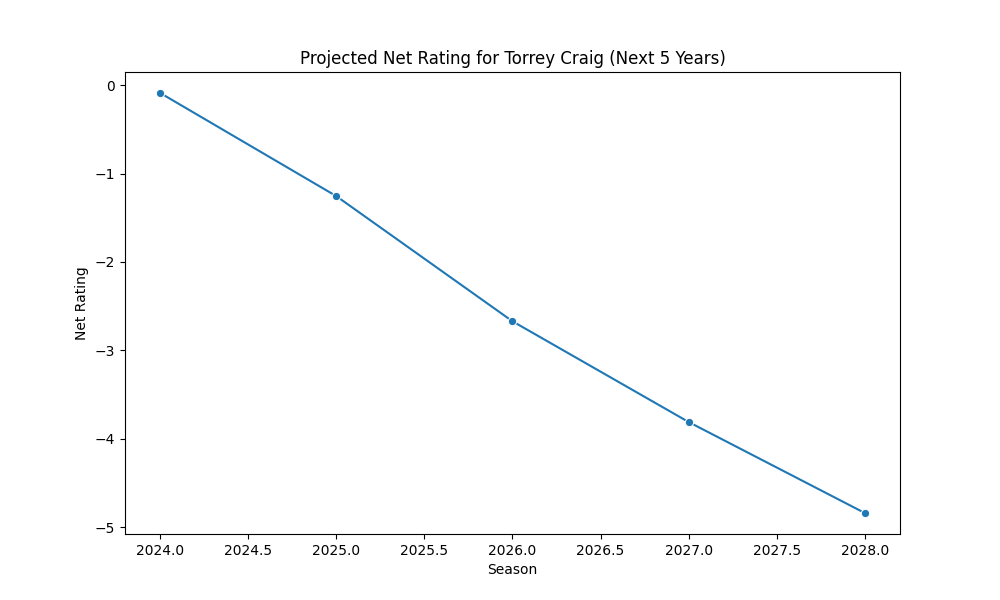 Projected Net Rating for Torrey Craig (Next 5 Years)
Net Rating
0
−1
−2
−3
−4
−5
2024.0 2024.5 2025.0 2025.5 2026.0 2026.5 2027.0 2027.5 2028.0
Season